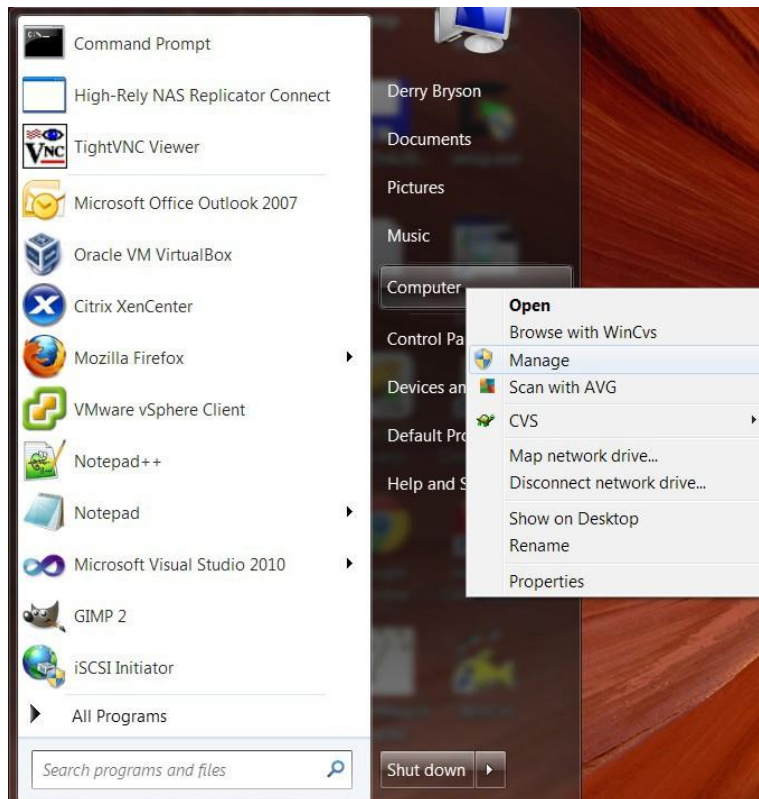 Command Prompt
High-Rely NAS Replicator Connect
VNC
TightVNC Viewer
Microsoft Office Outlook 2007
Oracle VM VirtualBox
Citrix XenCenter
Mozilla Firefox
VMware vSphere Client
Notepad++
Notepad
Microsoft Visual Studio 2010
GIMP 2
iSCSI Initiator
All Programs
Search programs and files
Derry Bryson
Documents
Pictures
Music
Computer
Control Pa
Devices an
Default Pro
Help and S
Shut down
Open
Browse with WinCvs
Manage
Scan with AVG
CVS
Map network drive...
Disconnect network drive...
Show on Desktop
Rename
Properties